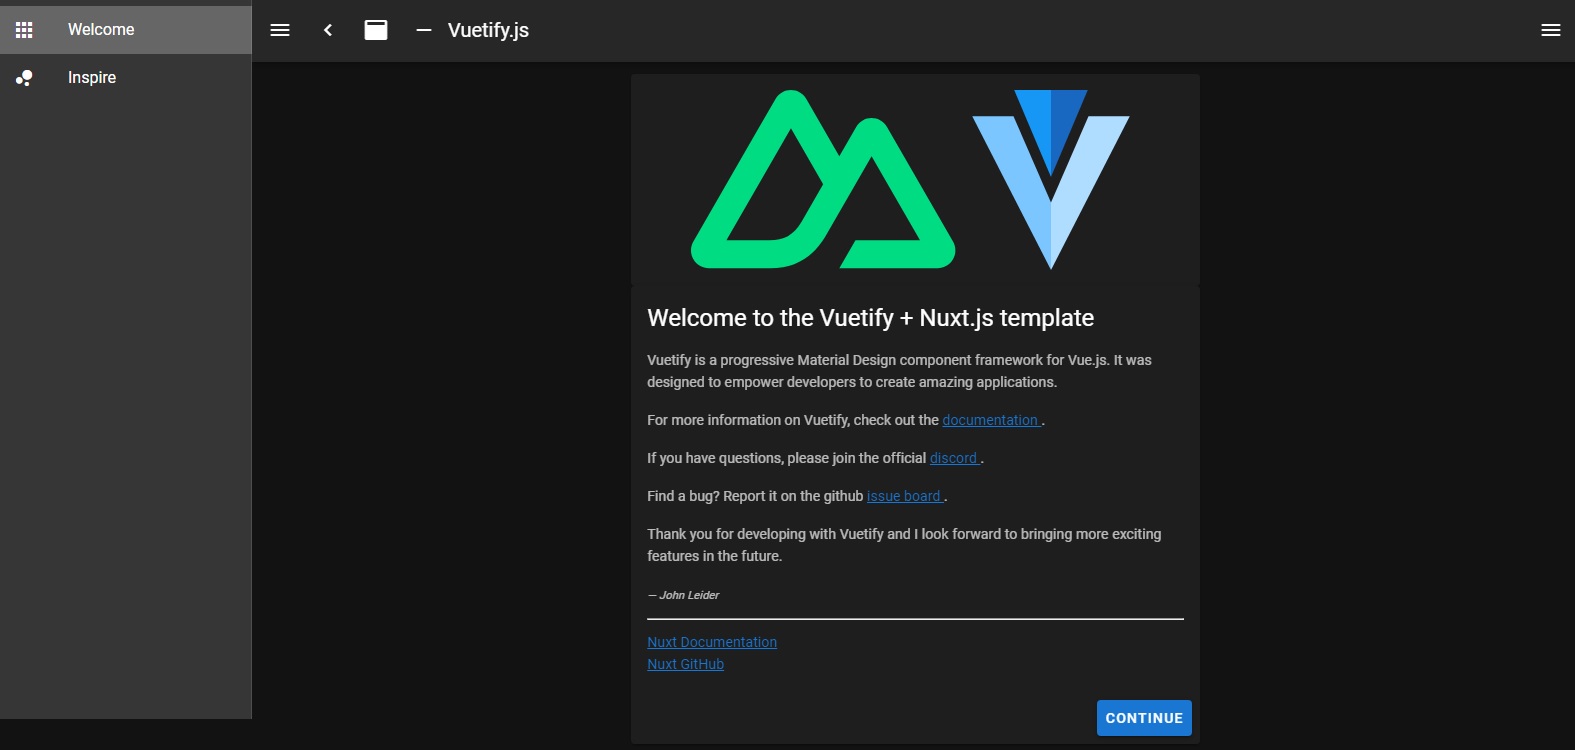 Welcome
Inspire
Vuetify.js
Welcome to the Vuetify + Nuxt.js template
Vuetify is a progressive Material Design component framework for Vue.js. It was
designed to empower developers to create amazing applications.
For more information on Vuetify, check out the documentation .
If you have questions, please join the official discord .
Find a bug? Report it on the github issue board .
Thank you for developing with Vuetify and I look forward to bringing more exciting
features in the future.
— John Leider
Nuxt Documentation
Nuxt GitHub
CONTINUE